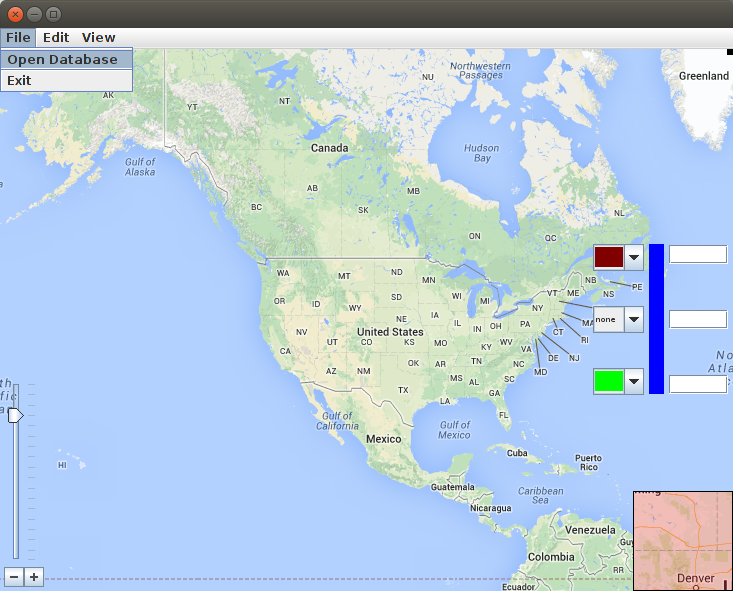 File Edit View
Open Database
Exit
Northwestern
Passages
Greenland
NU
AK
YT
NT
Canada
Hudson
Bay
Gulf of
Alaska
AB
MB
SK
BC
NL
ON
QC
WA
MT
ND
MN
NB
PE
VT
ME
NS
OR
ID
SD
WI
MI
NY
WY
IA
none
MA
NV
United States
IL
IN
OH
PA
CT
RI
UT
CO
KS
MO
WV
CA
KY
VA
DE
NJ
AZ
NM
OK
AR
TN
NC
MD
MS
AL
SC
TX
LA
GA
FL
Gulf of
California
Gulf of
Mexico
Mexico
HI
Cuba
Puerto
Rico
Guatemala
Caribbean
Sea
Nicaragua
Venezuela
Colombia
RR
Ecuador
Denver